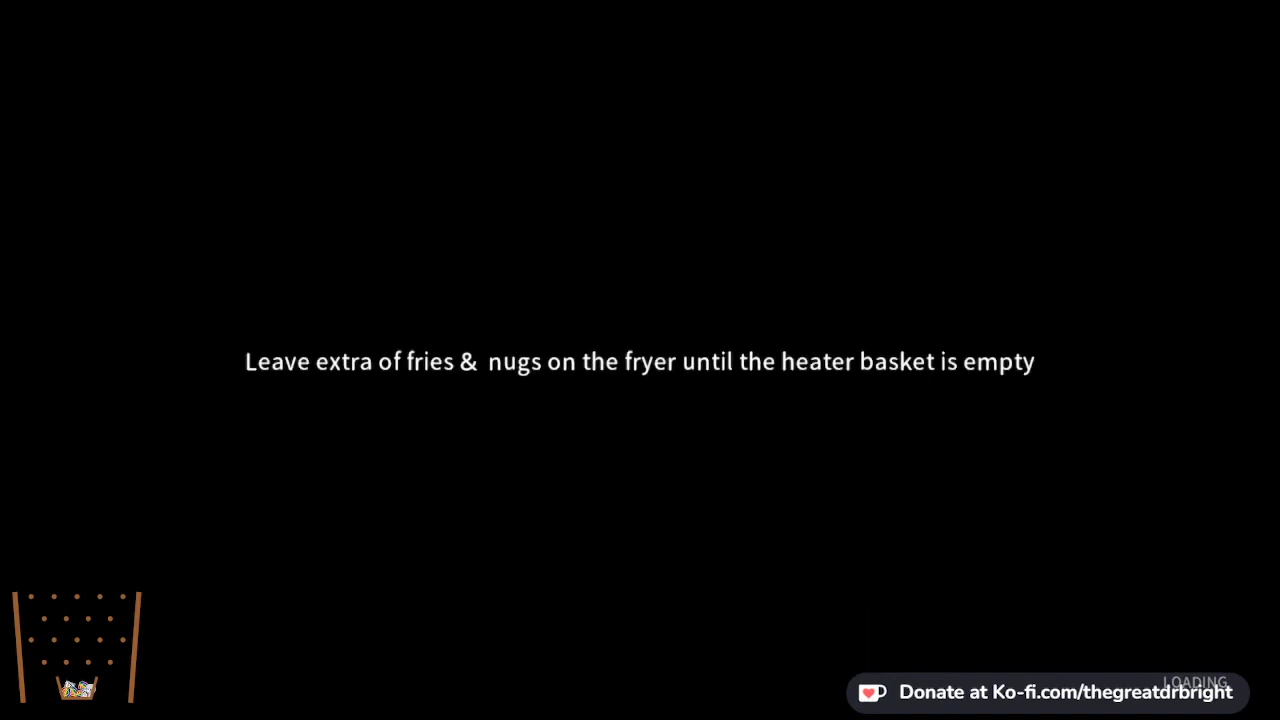 Leave extra of fries &  nugs on the fryer until the heater basket is empty
LOADING
Donate at Ko-fi.com/thegreatdrbright